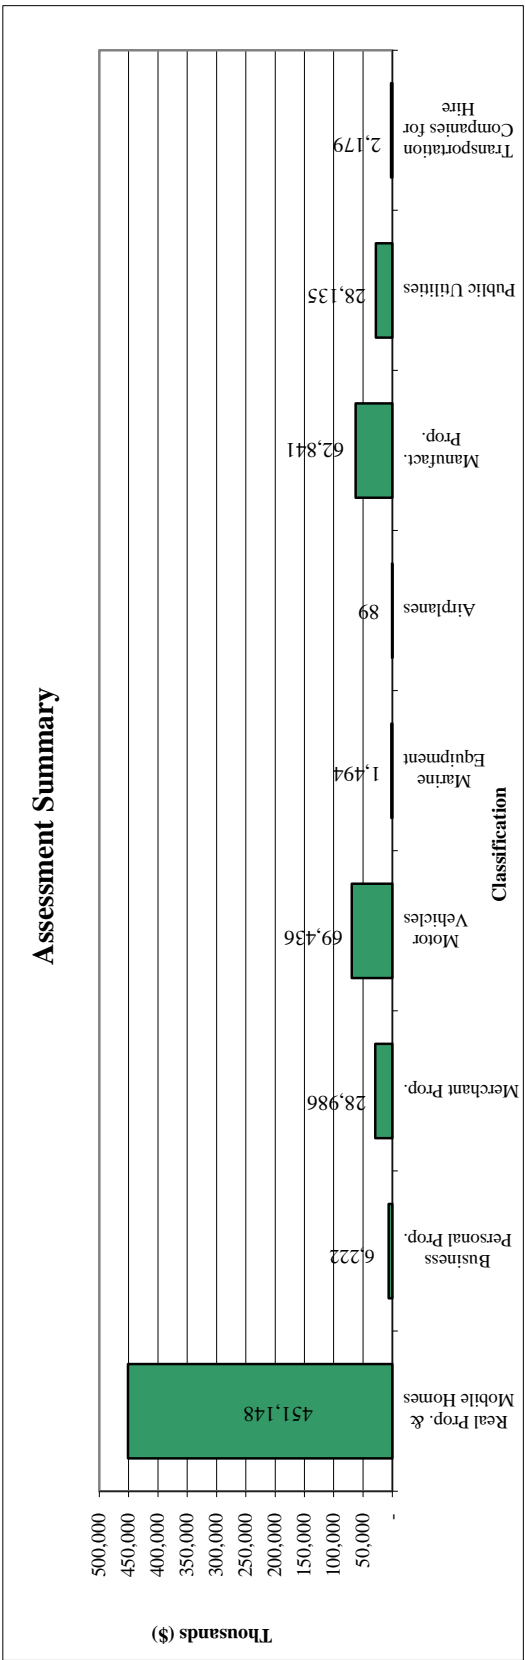 Assessment Summary
Thousands ($)
500,000
450,000
400,000
350,000
300,000
250,000
200,000
150,000
100,000
50,000
-
451,148
6,222
28,986
69,436
1,494
89
62,841
28,135
2,179
Real Prop. &
Mobile Homes
Business
Personal Prop.
Merchant Prop.
Motor
Vehicles
Marine
Equipment
Airplanes
Manufact.
Prop.
Public Utilities
Transportation
Companies for
Hire
Classification